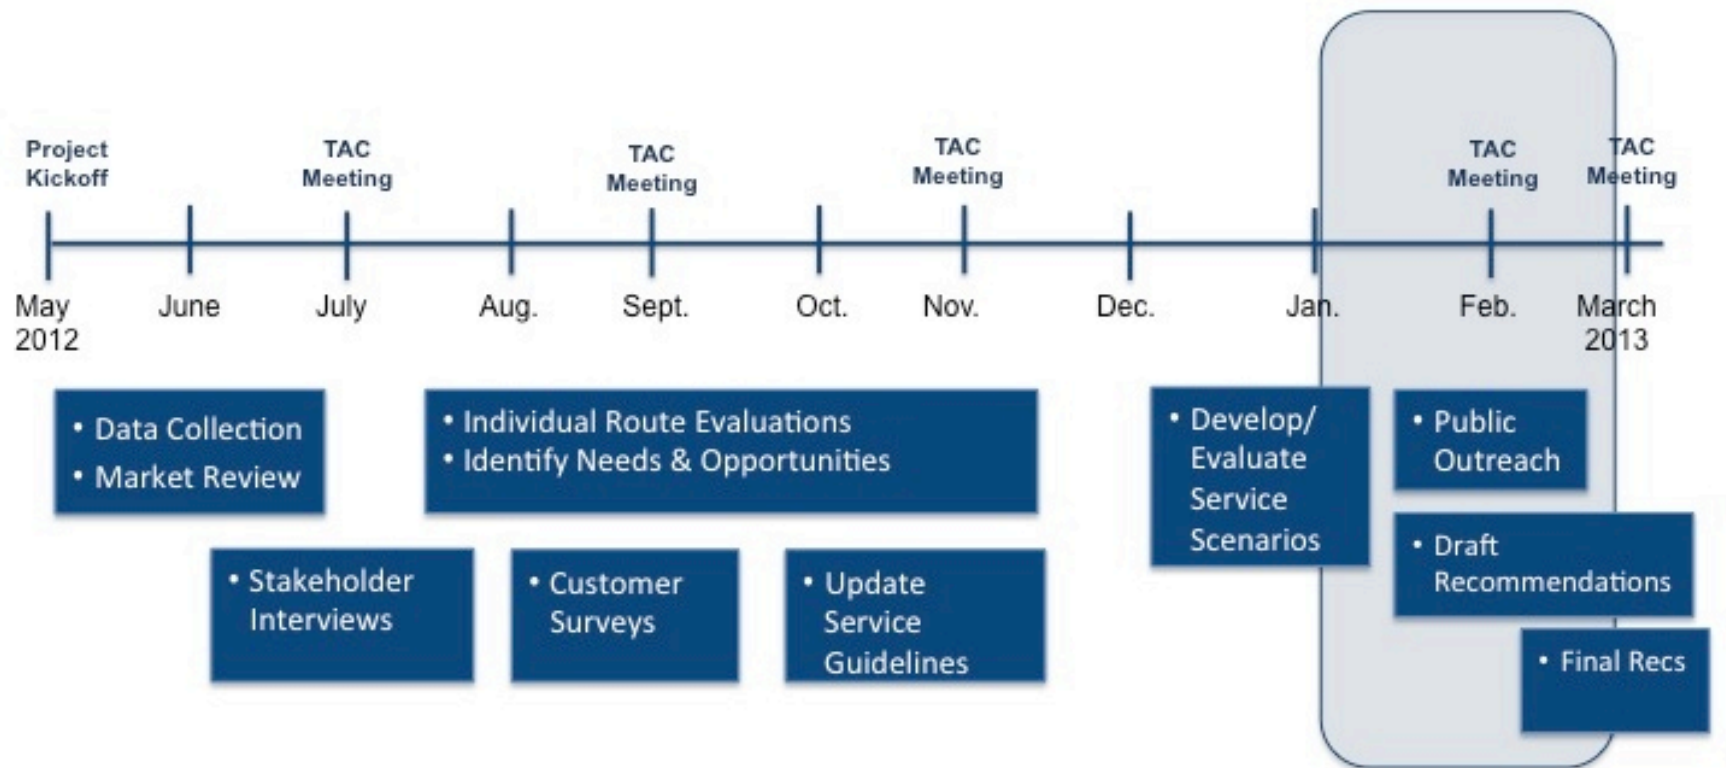 Project
Kickoff
TAC
Meeting
TAC
Meeting
TAC
Meeting
TAC
Meeting
TAC
Meeting
May
2012
June
July
Aug.
Sept.
Oct.
Nov.
Dec.
Jan.
Feb.
March
2013
• Data Collection
• Market Review
• Individual Route Evaluations
• Identify Needs & Opportunities
• Develop/
Evaluate
Service
Scenarios
• Public
Outreach
• Draft
Recommendations
• Stakeholder
Interviews
• Customer
Surveys
• Update
Service
Guidelines
• Final Recs